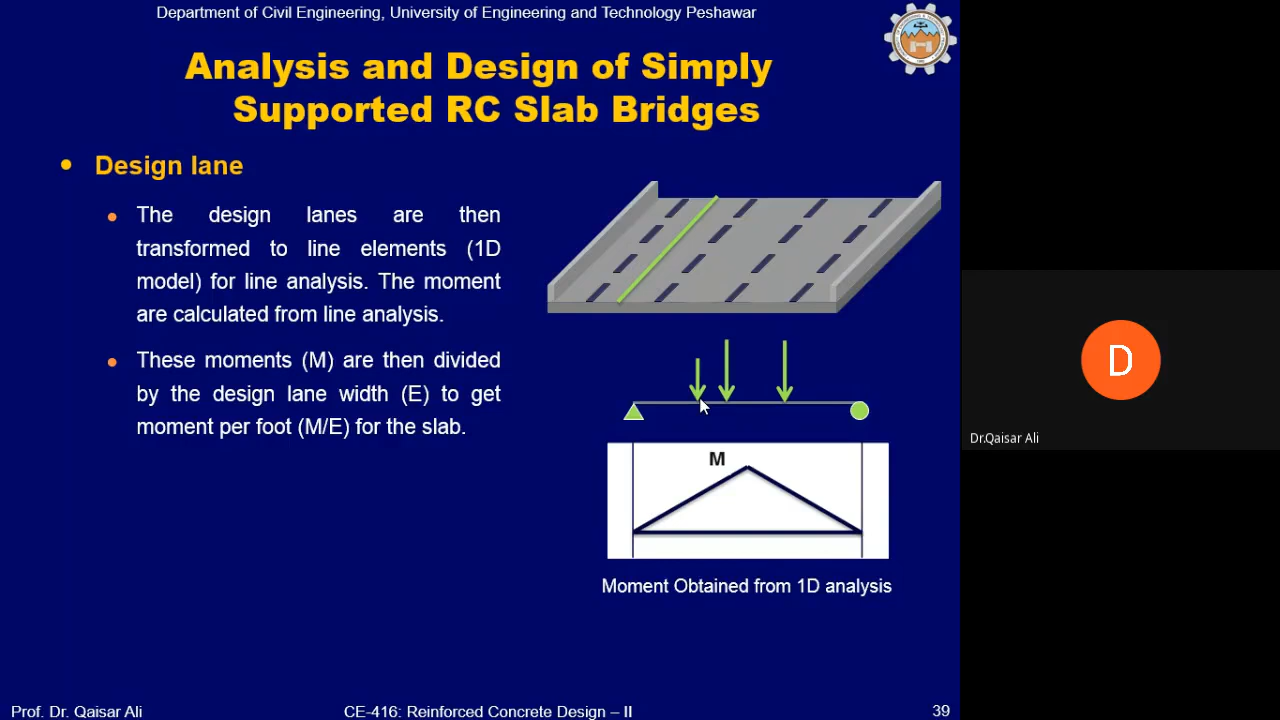 Department of Civil Engineering, University of Engineering and Technology Peshawar
Analysis and Design of Simply
Supported RC Slab Bridges
• Design lane
• The design lanes are then
transformed to line elements (1D
model) for line analysis. The moment
are calculated from line analysis.
• These moments (M) are then divided
by the design lane width (E) to get
moment per foot (M/E) for the slab.
M
Moment Obtained from 1D analysis
D
Dr.Qaisar Ali
Prof. Dr. Qaisar Ali
CE-416: Reinforced Concrete Design – II
39